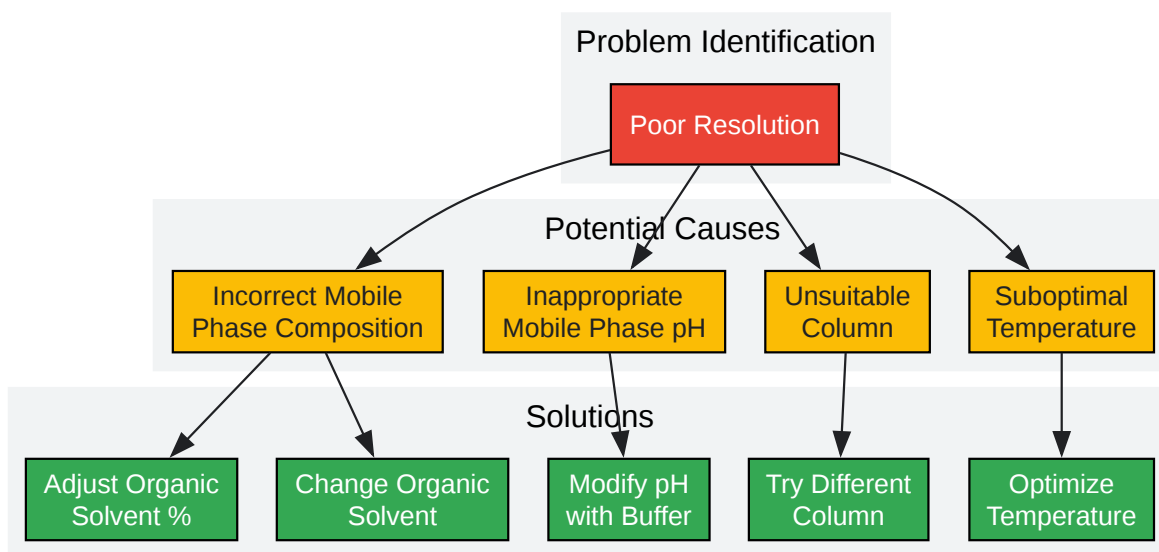 Problem Identification
Poor Resolution
Potential Causes
Incorrect Mobile
Phase Composition
Inappropriate
Mobile Phase pH
Unsuitable
Column
Suboptimal
Temperature
Solutions
Adjust Organic
Solvent %
Change Organic
Solvent
Modify pH
with Buffer
Try Different
Column
Optimize
Temperature